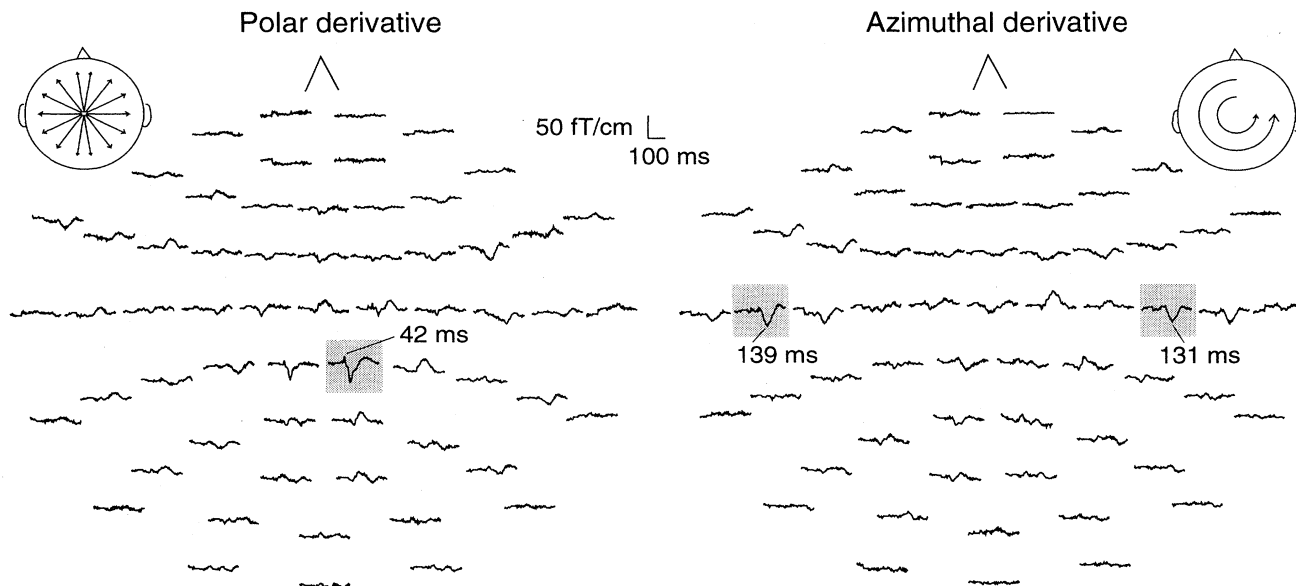 Polar derivative
Azimuthal derivative
50 fT/cm
100 ms
42 ms
139 ms
131 ms